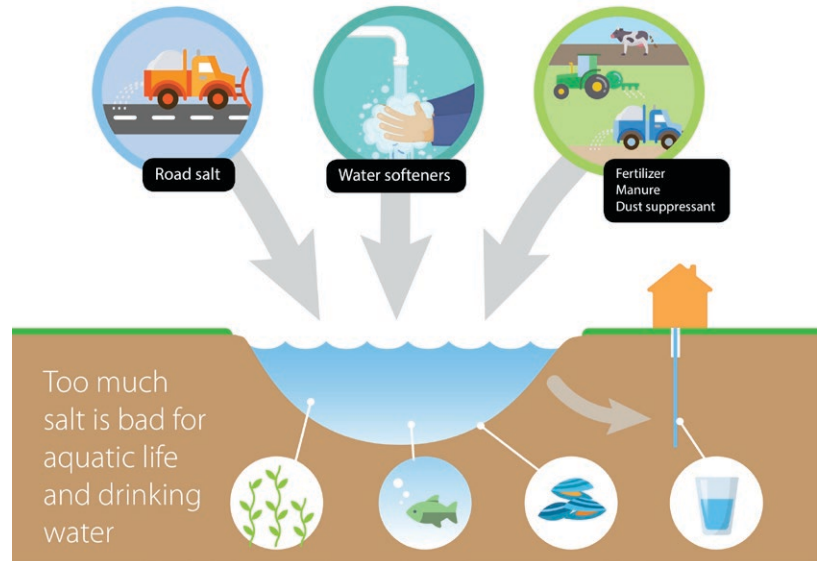 Road salt
Water softeners
Fertilizer
Manure
Dust suppressant
Too much
salt is bad for
aquatic life
and drinking
water